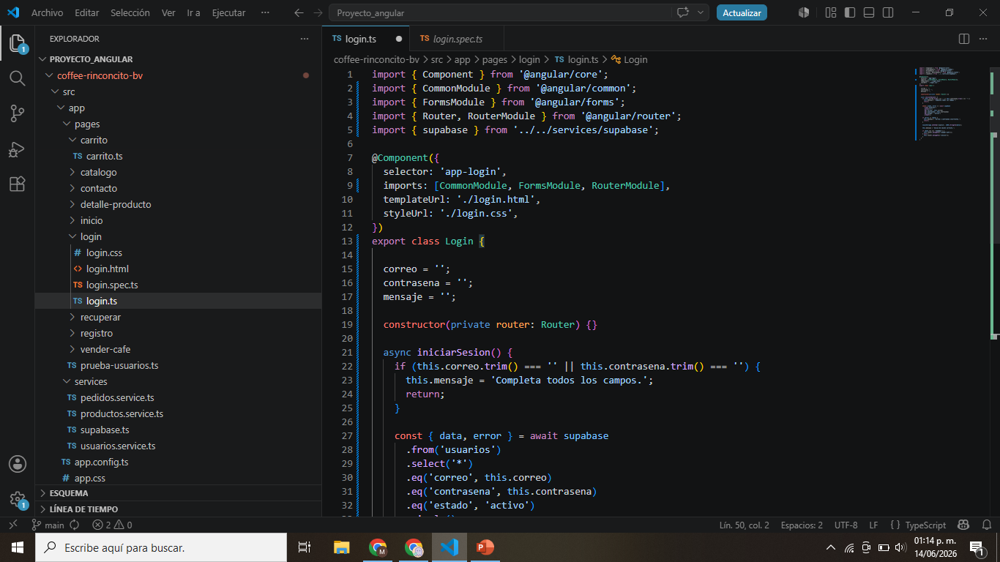 Archivo Editar Selección Ver Ir a Ejecutar ··· Proyecto_angular Actualizar
EXPLORADOR ···
1
PROYECTO_ANGULAR
coffee-rinconcito-bv
src
app
pages
carrito
TS carrito.ts
catalogo
contacto
detalle-producto
inicio
login
# login.css
<> login.html
TS login.spec.ts
TS login.ts
recuperar
registro
vender-cafe
TS prueba-usuarios.ts
services
TS pedidos.service.ts
TS productos.service.ts
TS supabase.ts
TS usuarios.service.ts
TS app.config.ts
# app.css
ESQUEMA
LÍNEA DE TIEMPO
1
TS login.ts ● TS login.spec.ts ···
coffee-rinconcito-bv > src > app > pages > login > TS login.ts > Login
1 import { Component } from '@angular/core';
2 import { CommonModule } from '@angular/common';
3 import { FormsModule } from '@angular/forms';
4 import { Router, RouterModule } from '@angular/router';
5 import { supabase } from '../../services/supabase';
6
7 @Component({
8 selector: 'app-login',
9 imports: [CommonModule, FormsModule, RouterModule],
10 templateUrl: './login.html',
11 styleUrl: './login.css',
12 })
13 export class Login {
14
15 correo = '';
16 contrasena = '';
17 mensaje = '';
18
19 constructor(private router: Router) {}
20
21 async iniciarSesion() {
22 if (this.correo.trim() === '' || this.contrasena.trim() === '') {
23 this.mensaje = 'Completa todos los campos.';
24 return;
25 }
26
27 const { data, error } = await supabase
28 .from('usuarios')
29 .select('*')
30 .eq('correo', this.correo)
31 .eq('contrasena', this.contrasena)
32 .eq('estado', 'activo')
main 2 0 Lín. 50, col. 2 Espacios: 2 UTF-8 LF { } TypeScript
Escribe aquí para buscar.
01:14 p. m.
14/06/2026
1